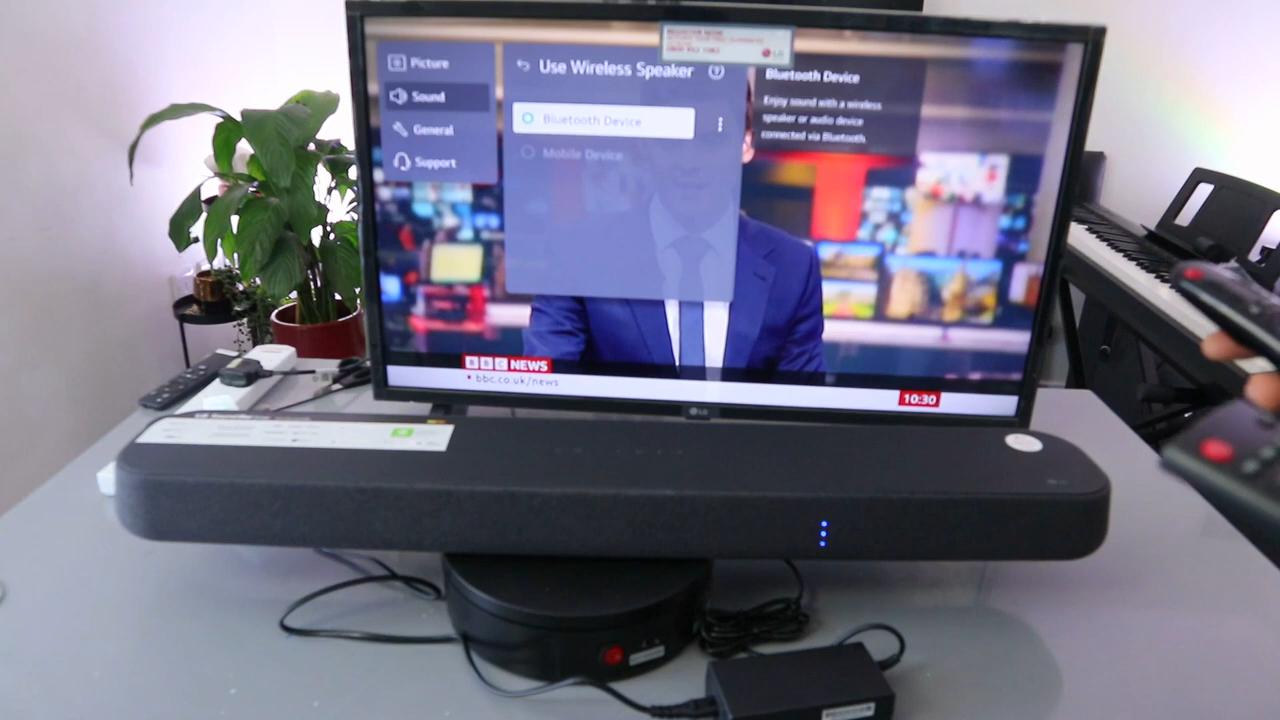 Picture
Sound
General
Support
Use Wireless Speaker
Bluetooth Device
Mobile Device
Bluetooth Device
Enjoy sound with a wireless
speaker or audio device
connected via Bluetooth.
LG
BBC NEWS
bbc.co.uk/news
10:30
LG